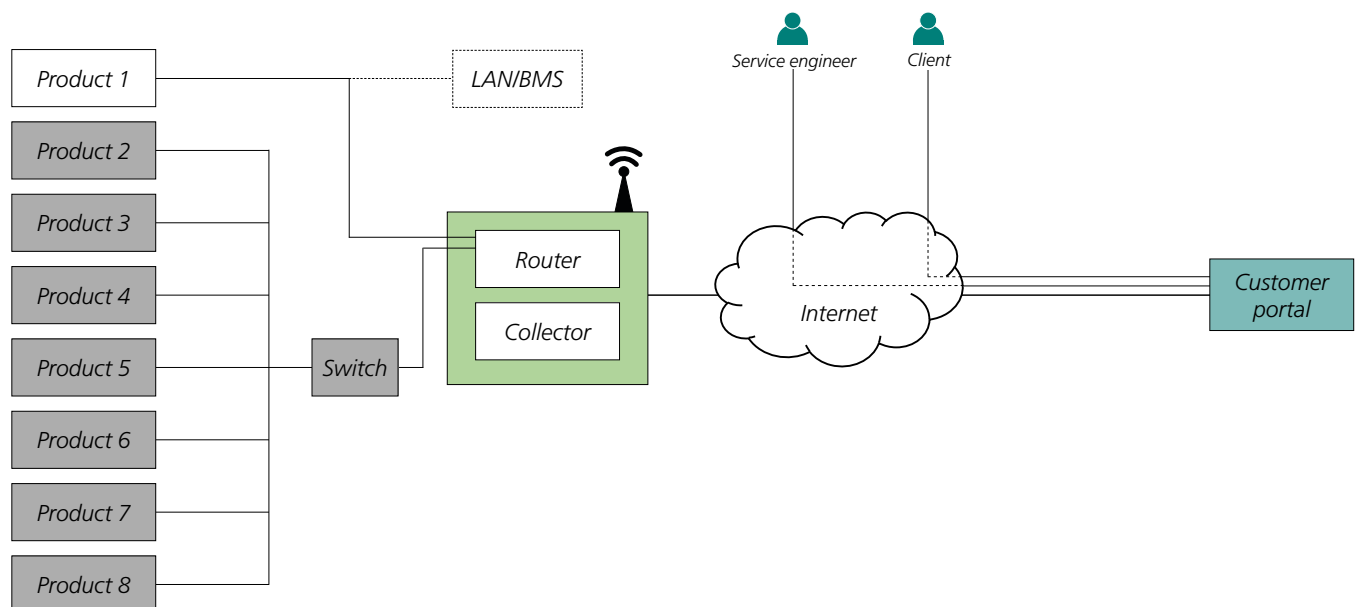 Product 1
Product 2
Product 3
Product 4
Product 5
Product 6
Product 7
Product 8
LAN/BMS
Switch
Router
Collector
Service engineer
Client
Internet
Customer
portal